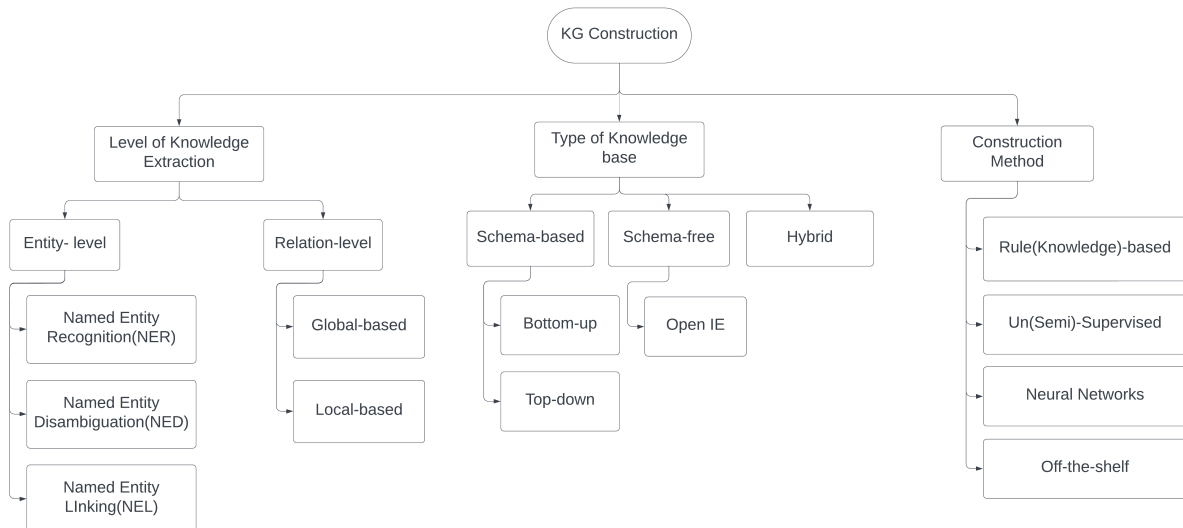 KG Construction
Level of Knowledge
Extraction
Type of Knowledge
base
Construction
Method
Entity- level
Relation-level
Schema-based
Schema-free
Hybrid
Rule(Knowledge)-based
Named Entity
Recognition(NER)
Global-based
Bottom-up
Open IE
Un(Semi)-Supervised
Named Entity
Disambiguation(NED)
Local-based
Top-down
Neural Networks
Off-the-shelf
Named Entity
LInking(NEL)